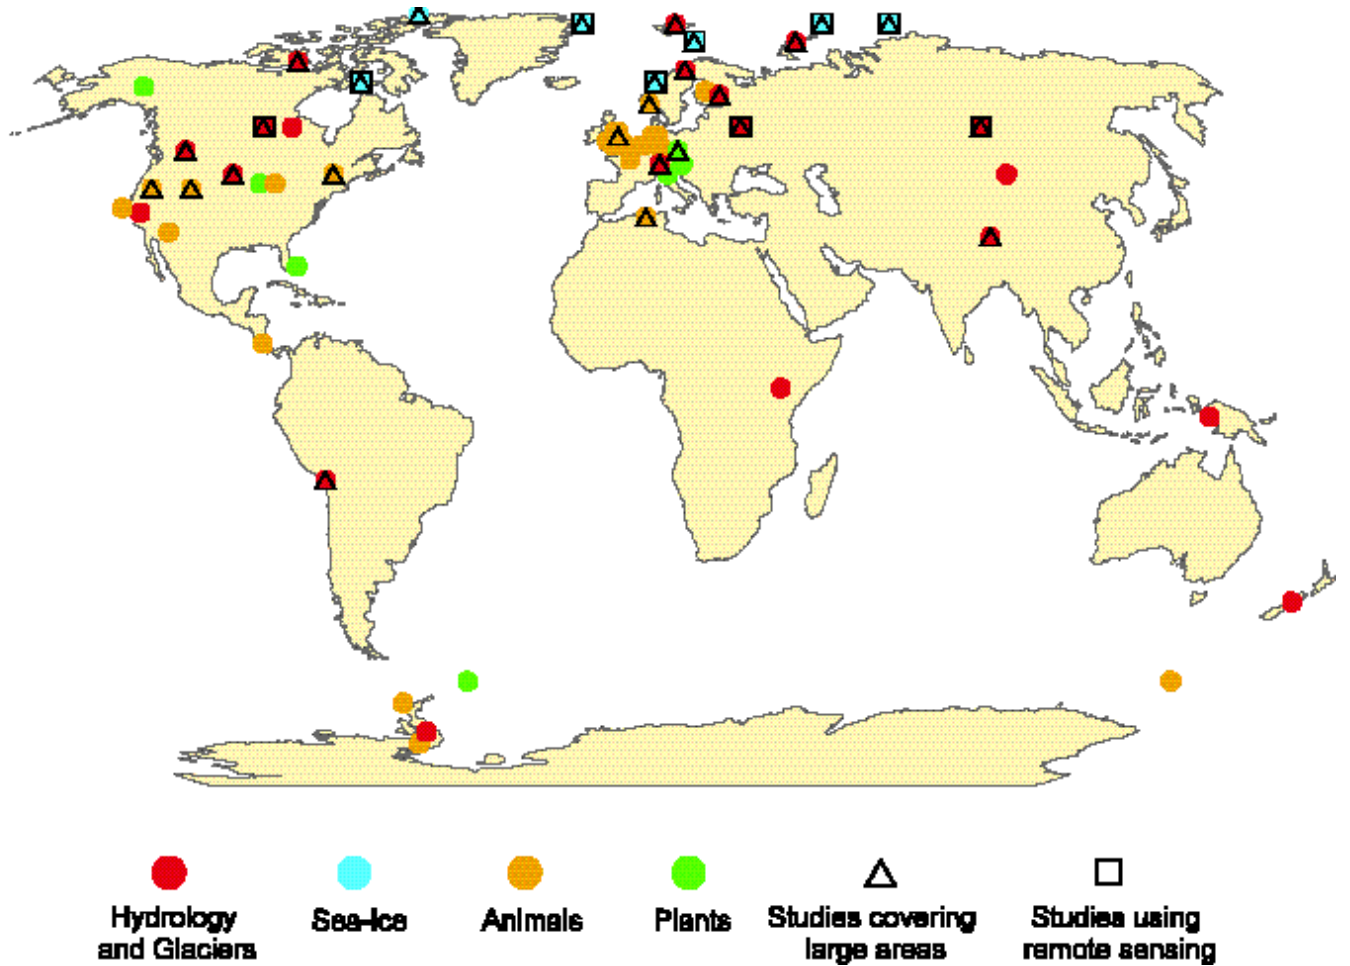 Hydrology
and Glaciers
Sea-Ice
Animals
Plants
Studies covering
large areas
Studies using
remote sensing